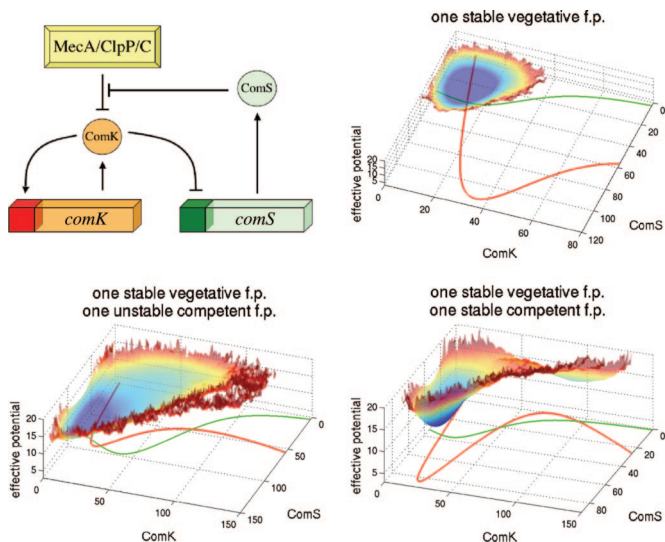 MecA/ClpP/C
ComS
ComK
comK
comS
one stable vegetative f.p.
effective potential
20
15
10
5
0
20
40
60
80
ComK
0
20
40
60
80
100
120
ComS
one stable vegetative f.p.
one unstable competent f.p.
effective potential
20
15
10
5
0
50
100
150
ComK
0
50
100
150
ComS
one stable vegetative f.p.
one stable competent f.p.
effective potential
20
15
10
5
0
50
100
150
ComK
0
20
40
60
80
ComS